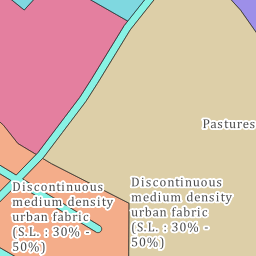 Pastures
Discontinuous
medium density
urban fabric
(S.L. : 30% -
50%)
Discontinuous
medium density
urban fabric
(S.L. : 30% -
50%)